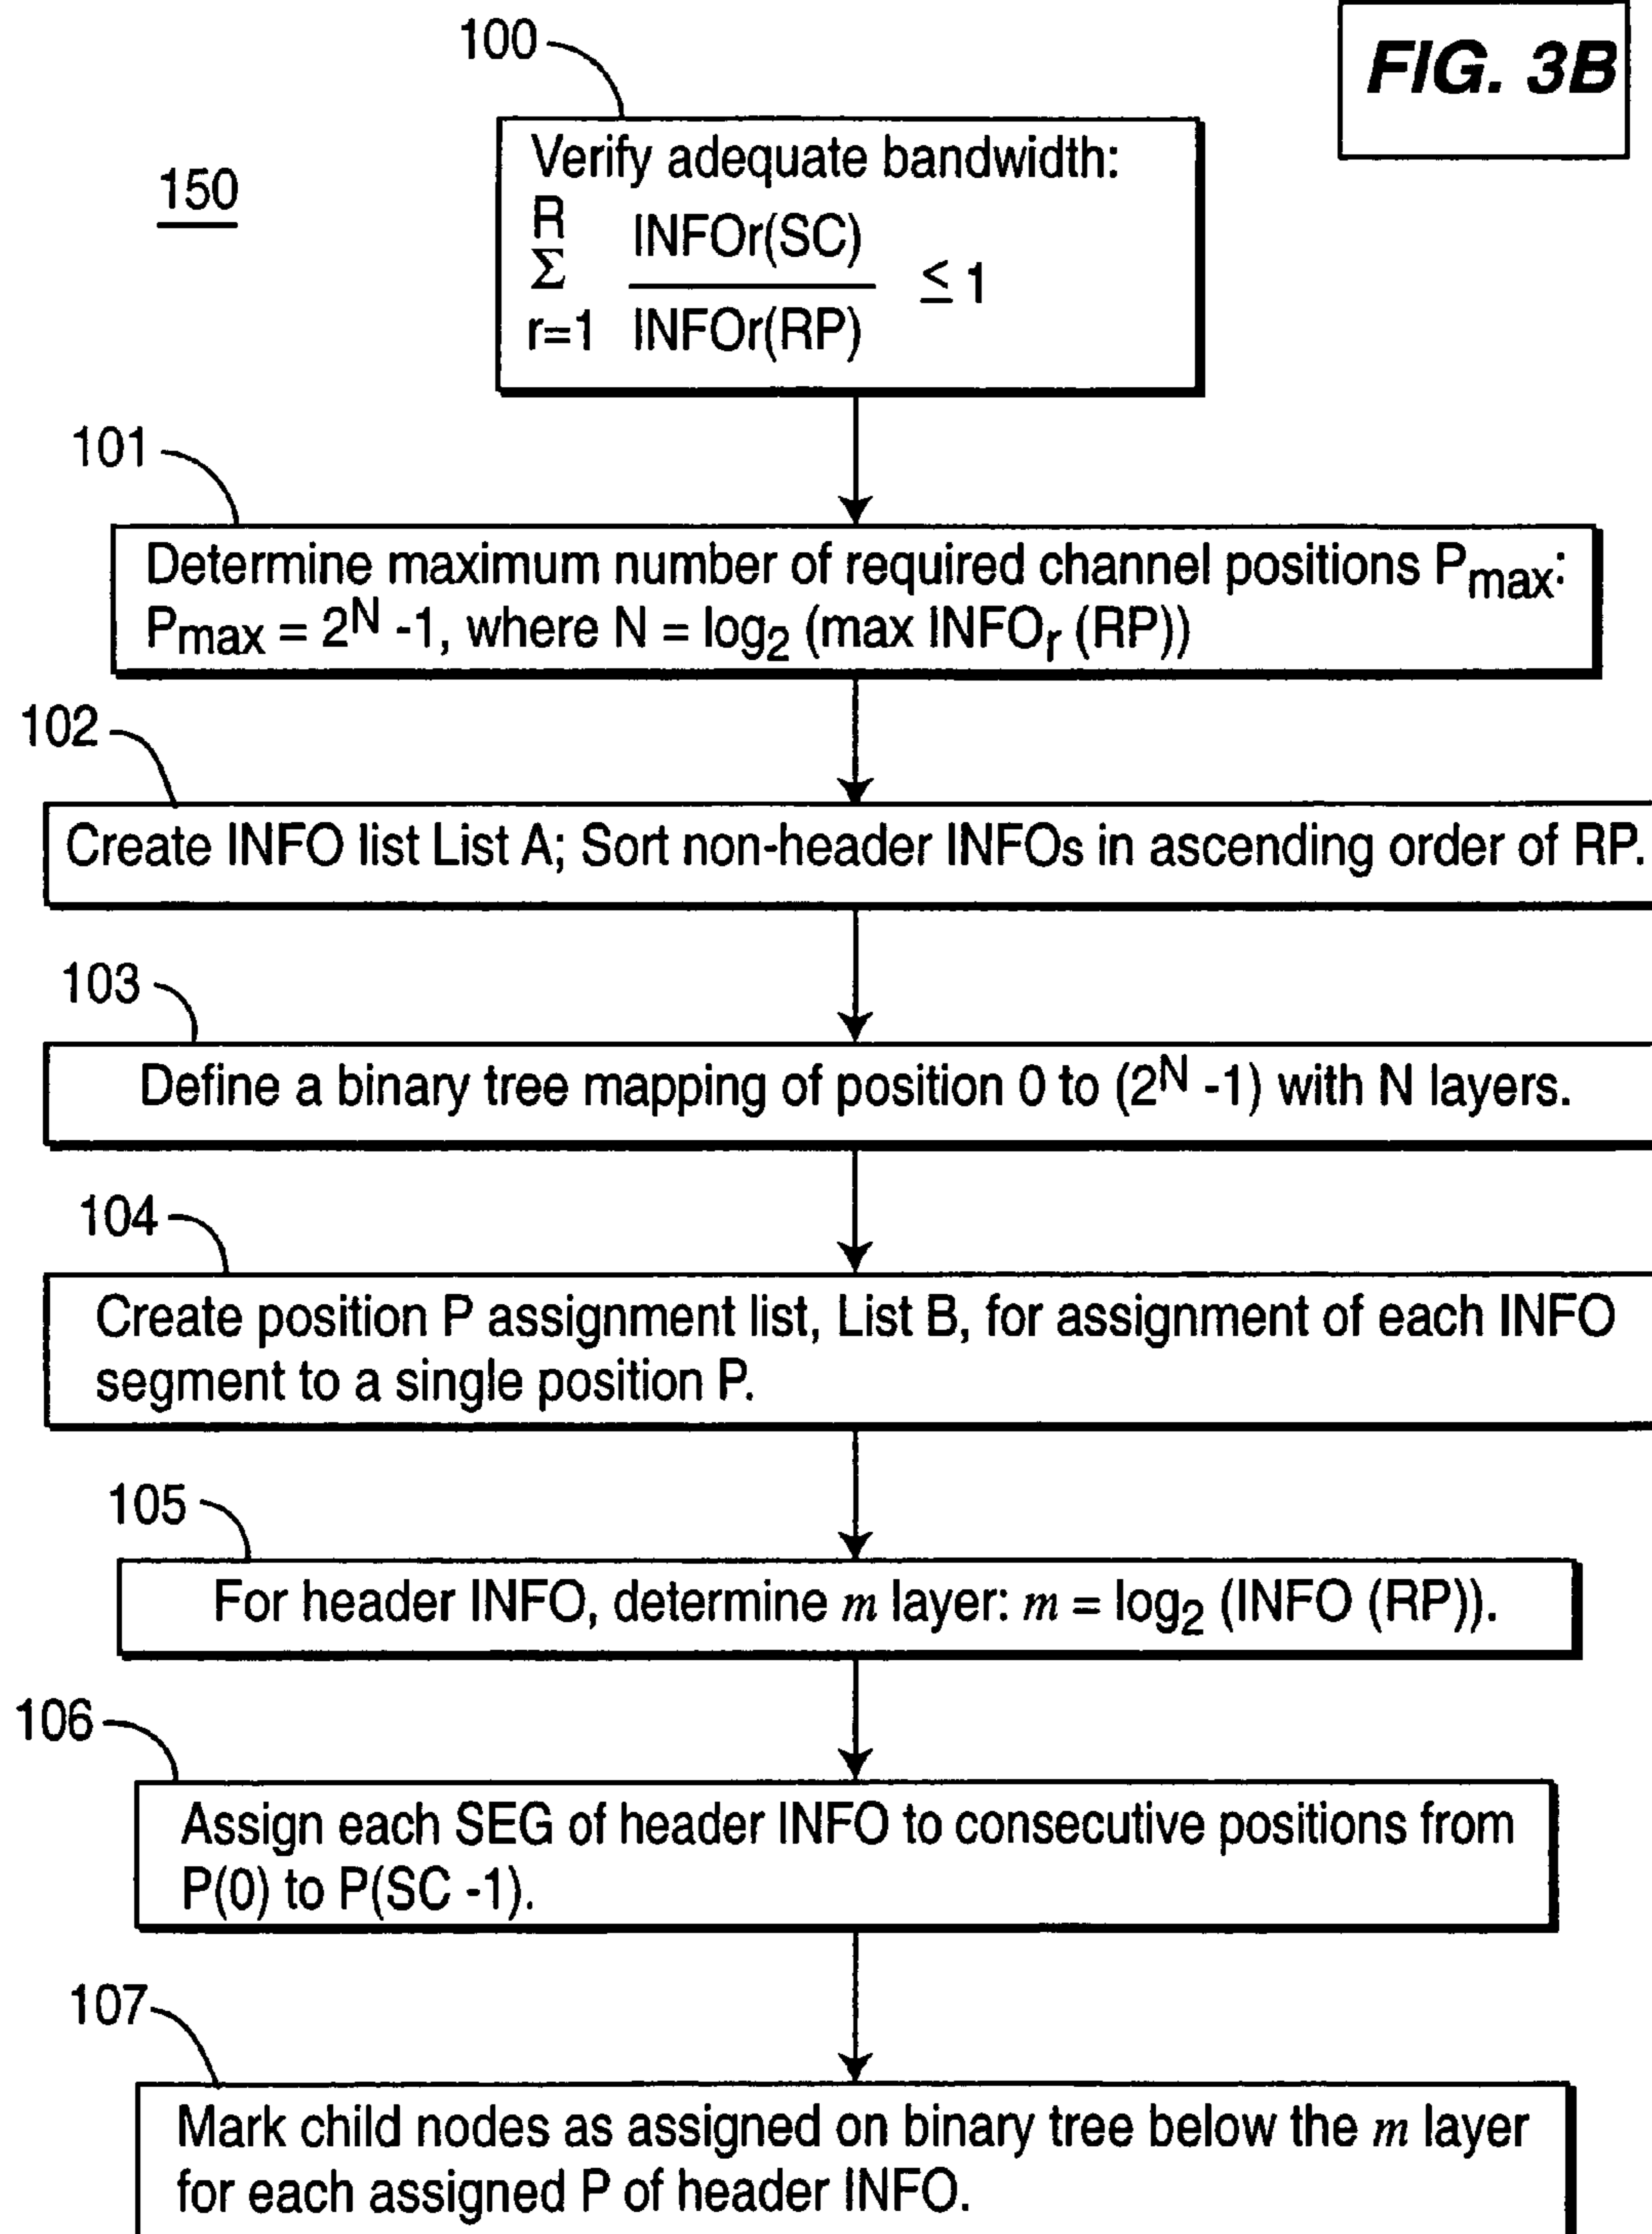 FIG. 3B
150
100
Verify adequate bandwidth:
R
Σ
r=1
INFOr(SC)
INFOr(RP)
≤ 1
101
Determine maximum number of required channel positions Pmax:
Pmax = 2^N -1, where N = log₂ (max INFOr (RP))
102
Create INFO list List A; Sort non-header INFOs in ascending order of RP.
103
Define a binary tree mapping of position 0 to (2^N -1) with N layers.
104
Create position P assignment list, List B, for assignment of each INFO
segment to a single position P.
105
For header INFO, determine m layer: m = log₂ (INFO (RP)).
106
Assign each SEG of header INFO to consecutive positions from
P(0) to P(SC -1).
107
Mark child nodes as assigned on binary tree below the m layer
for each assigned P of header INFO.